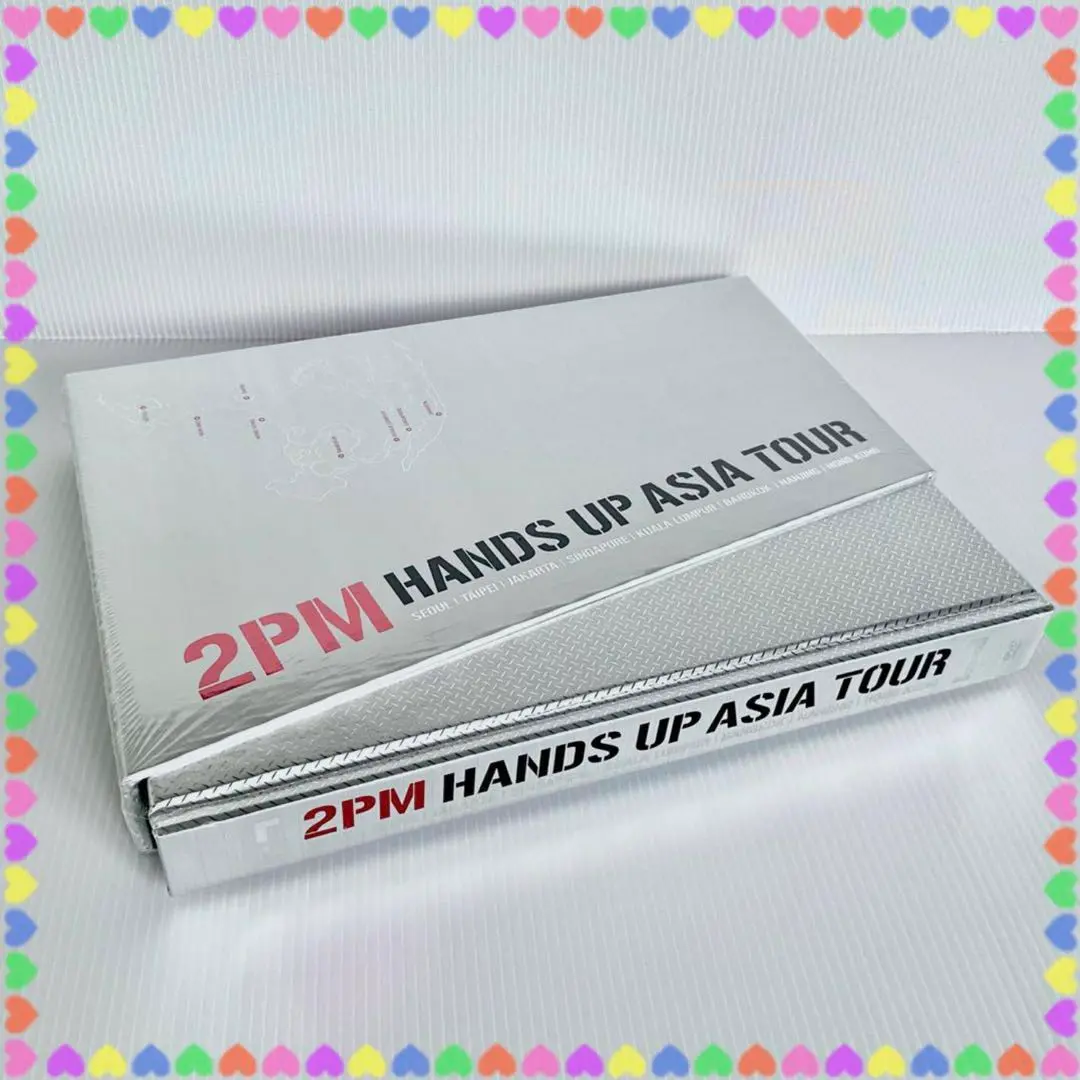 2PM HANDS UP ASIA TOUR
SEOUL | TAIPEI | JAKARTA | SINGAPORE | KUALA LUMPUR | BANGKOK | NANJING | HONG KONG
2PM HANDS UP ASIA TOUR